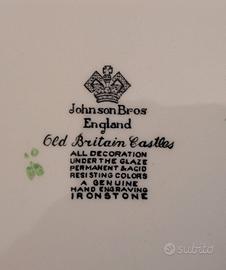 Johnson Bros
England
Old Britain Castles
ALL DECORATION
UNDER THE GLAZE
PERMANENT & ACID
RESISTING COLORS
A GENUINE
HAND ENGRAVING
IRONSTONE
subito